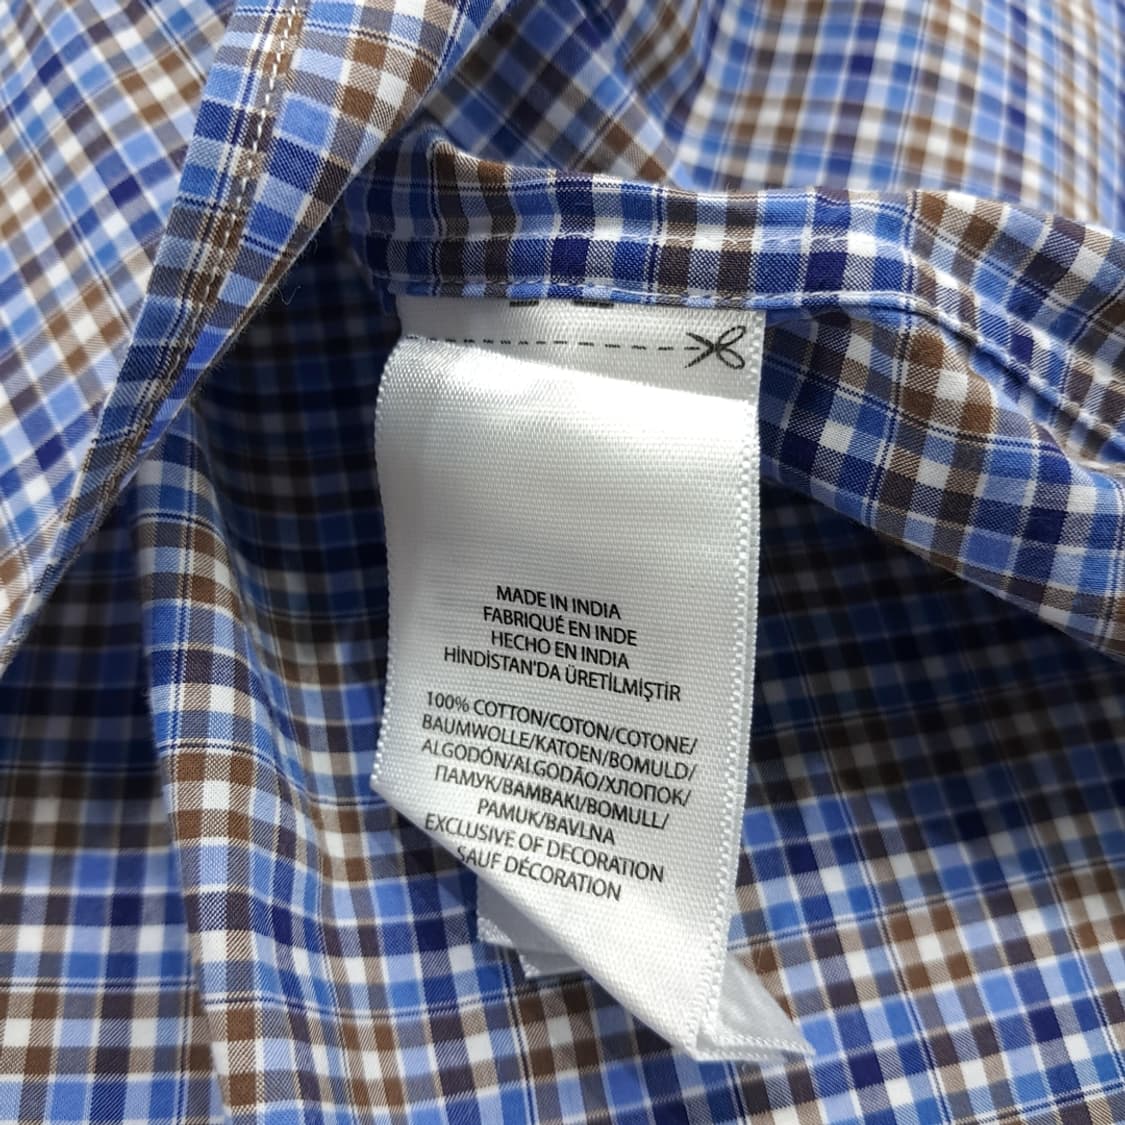 MADE IN INDIA
FABRIQUÉ EN INDE
HECHO EN INDIA
HİNDİSTAN'DA ÜRETİLMİŞTİR
100% COTTON/COTON/COTONE/
BAUMWOLLE/KATOEN/BOMULD/
ALGODÓN/ALGODÃO/ХЛОПОК/
ПАМУК/BAMBAKI/BOMULL/
PAMUK/BAVLNA
EXCLUSIVE OF DECORATION
SAUF DÉCORATION